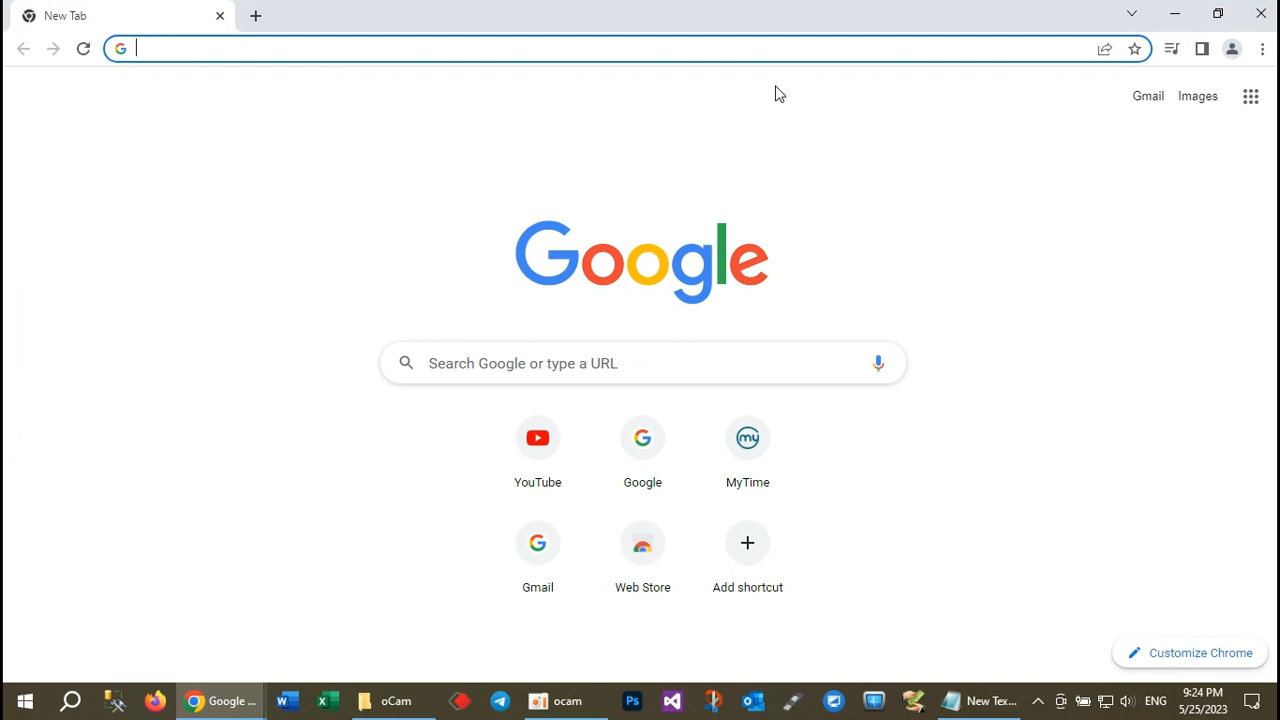 New Tab
Gmail Images
Google
Search Google or type a URL
YouTube Google MyTime
Gmail Web Store Add shortcut
Customize Chrome
Google ... oCam ocam Ps New Tex... ENG 9:24 PM
5/25/2023